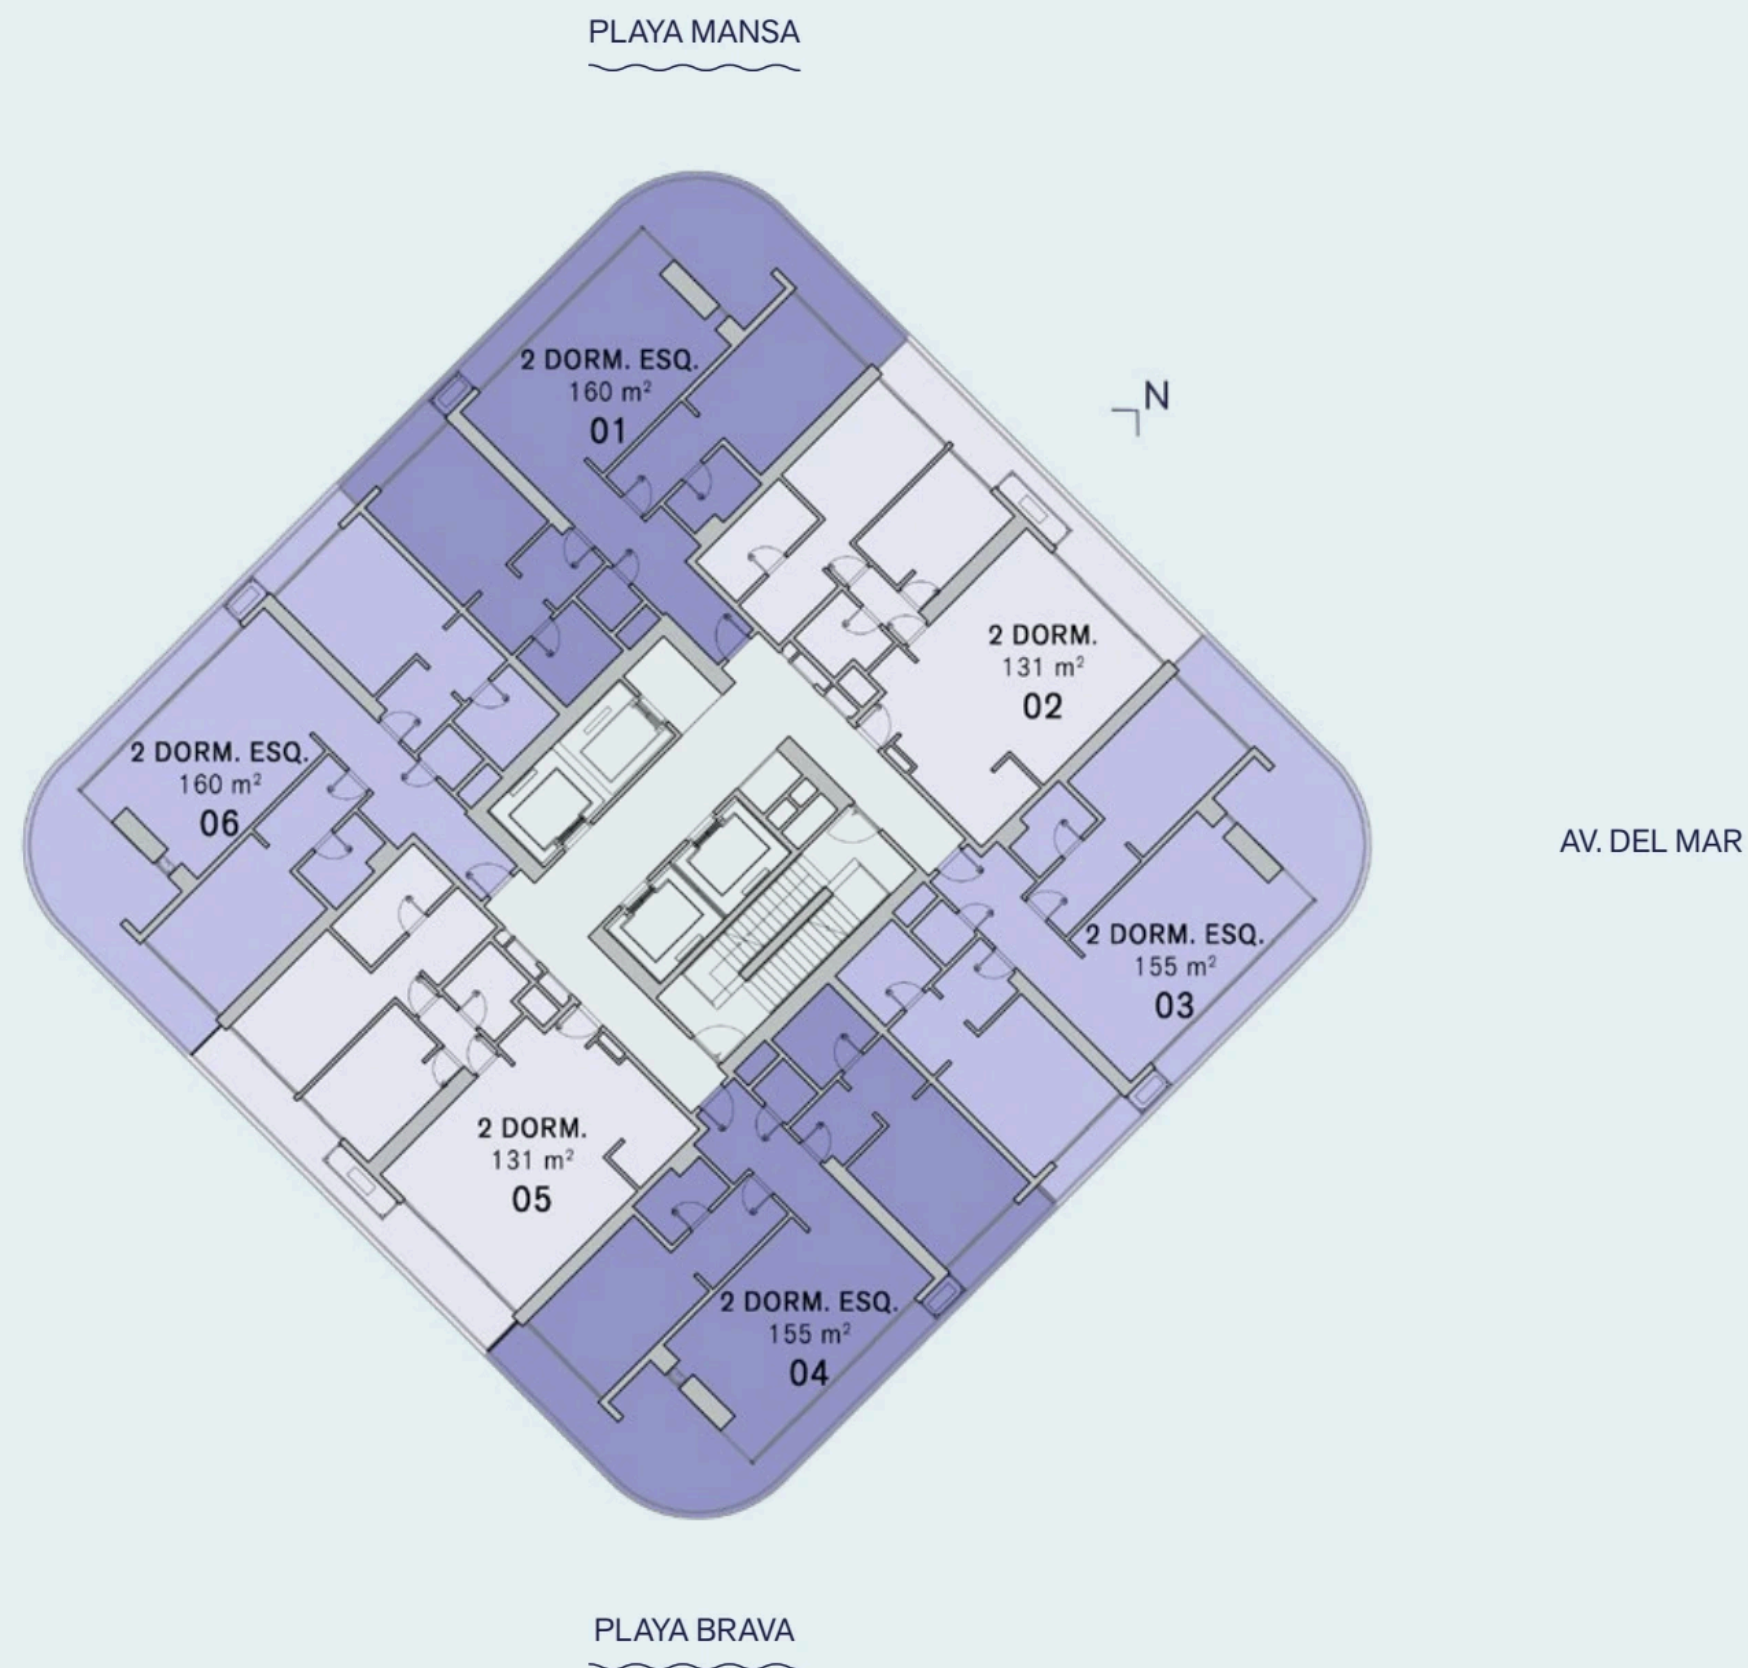 PLAYA MANSA
2 DORM. ESQ.
160 m²
01
N
2 DORM.
131 m²
02
2 DORM. ESQ.
160 m²
06
AV. DEL MAR
2 DORM. ESQ.
155 m²
03
2 DORM.
131 m²
05
2 DORM. ESQ.
155 m²
04
PLAYA BRAVA